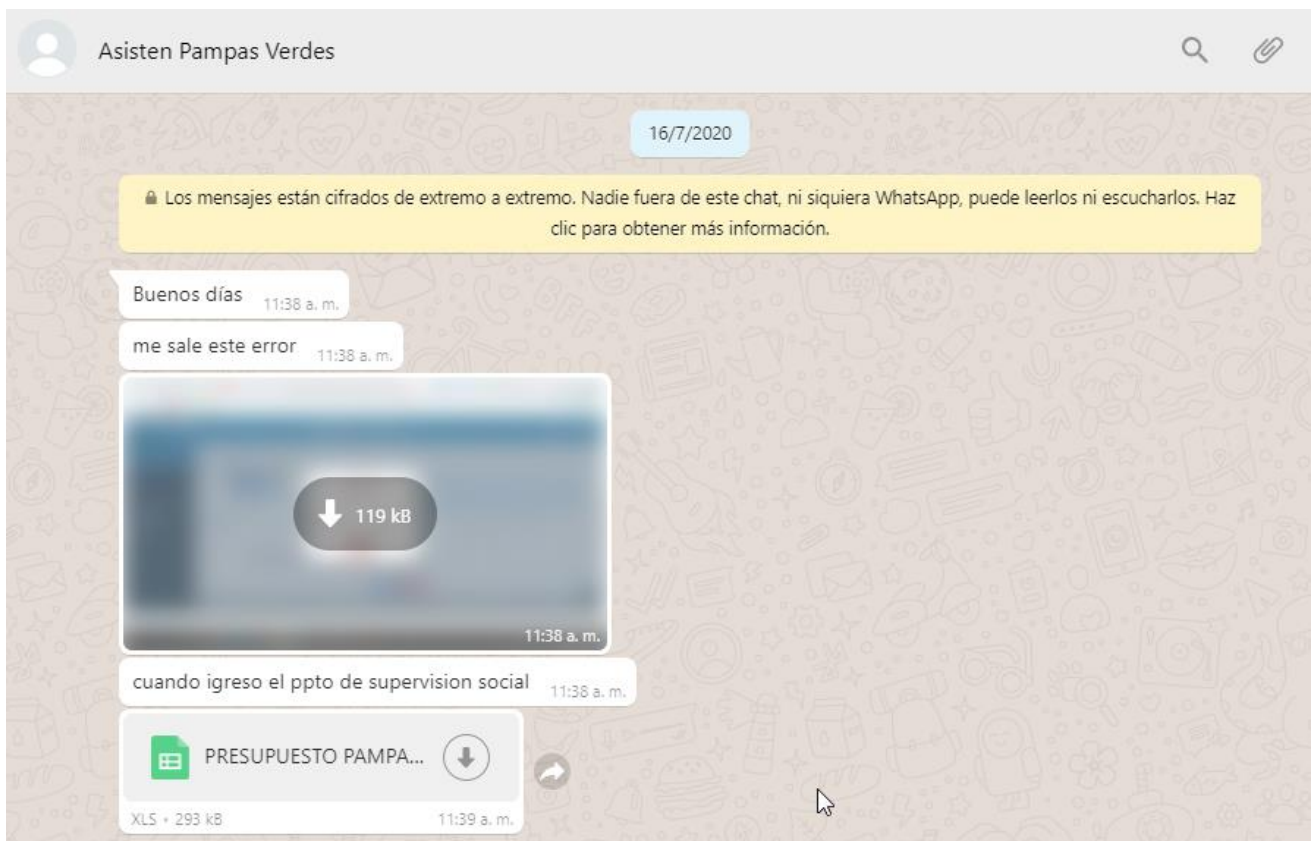 Asisten Pampas Verdes
16/7/2020
Los mensajes están cifrados de extremo a extremo. Nadie fuera de este chat, ni siquiera WhatsApp, puede leerlos ni escucharlos. Haz
clic para obtener más información.
Buenos días 11:38 a. m.
me sale este error 11:38 a. m.
119 kB
11:38 a. m.
cuando igreso el ppto de supervision social 11:38 a. m.
PRESUPUESTO PAMPA...
XLS • 293 kB 11:39 a. m.